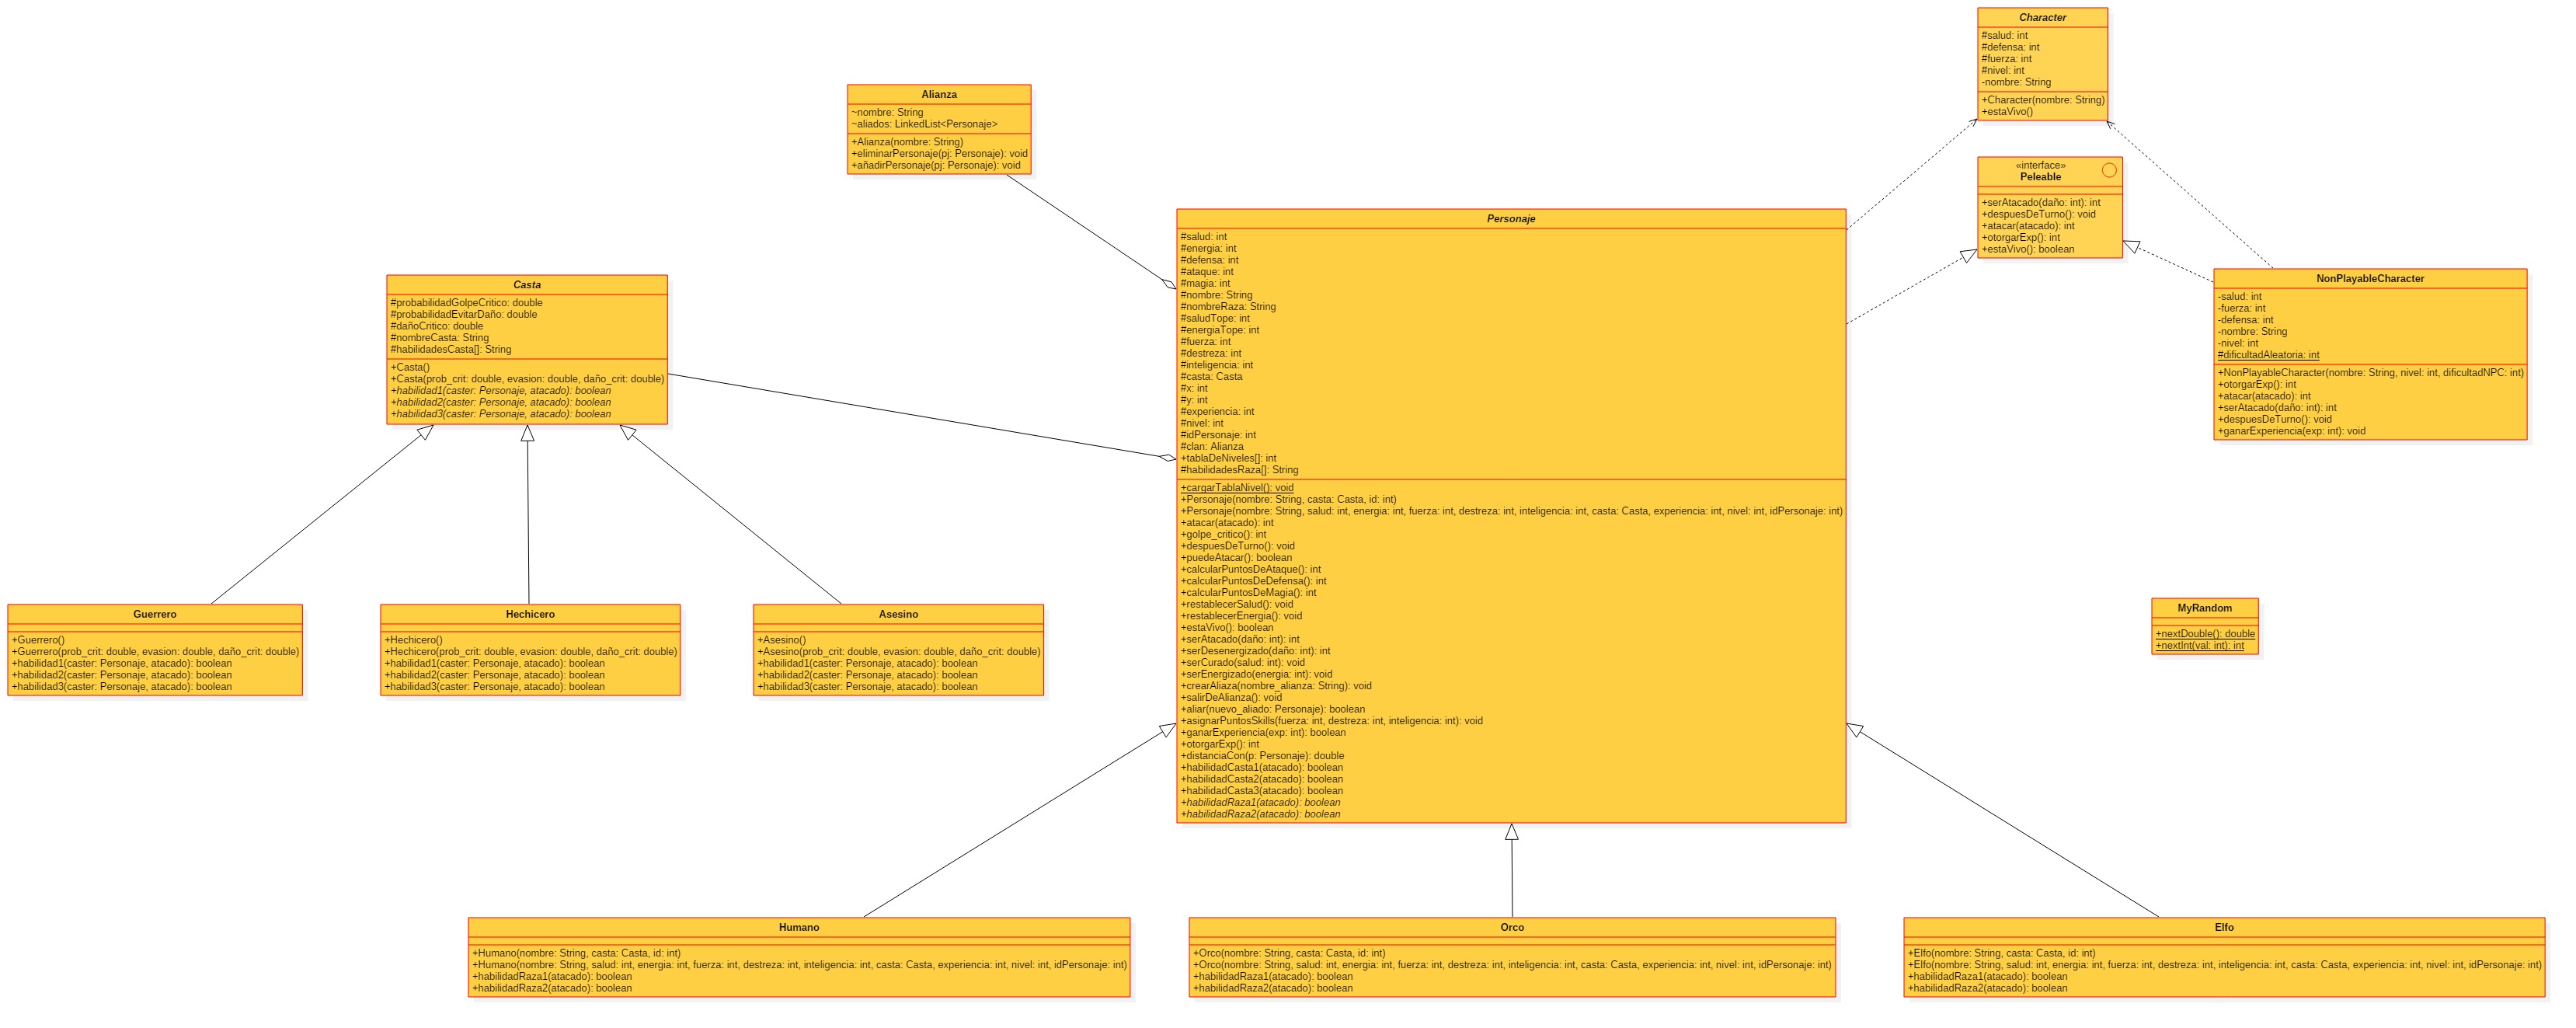 Character
#salud: int
#defensa: int
#fuerza: int
#nivel: int
-nombre: String
+Character(nombre: String)
+estaVivo()
Alianza
~nombre: String
~aliados: LinkedList<Personaje>
+Alianza(nombre: String)
+eliminarPersonaje(pj: Personaje): void
+añadirPersonaje(pj: Personaje): void
«interface»
Peleable
+serAtacado(daño: int): int
+despuesDeTurno(): void
+atacar(atacado): int
+otorgarExp(): int
+estaVivo(): boolean
Personaje
#salud: int
#energia: int
#defensa: int
#ataque: int
#magia: int
#nombre: String
#nombreRaza: String
#saludTope: int
#energiaTope: int
#fuerza: int
#destreza: int
#inteligencia: int
#casta: Casta
#x: int
#y: int
#experiencia: int
#nivel: int
#idPersonaje: int
#clan: Alianza
+tablaDeNiveles[]: int
#habilidadesRaza[]: String
+cargarTablaNivel(): void
+Personaje(nombre: String, casta: Casta, id: int)
+Personaje(nombre: String, salud: int, energia: int, fuerza: int, destreza: int, inteligencia: int, casta: Casta, experiencia: int, nivel: int, idPersonaje: int)
+atacar(atacado): int
+golpe_critico(): int
+despuesDeTurno(): void
+puedeAtacar(): boolean
+calcularPuntosDeAtaque(): int
+calcularPuntosDeDefensa(): int
+calcularPuntosDeMagia(): int
+restablecerSalud(): void
+restablecerEnergia(): void
+estaVivo(): boolean
+serAtacado(daño: int): int
+serDesenergizado(daño: int): int
+serCurado(salud: int): void
+serEnergizado(energia: int): void
+crearAliaza(nombre_alianza: String): void
+salirDeAlianza(): void
+aliar(nuevo_aliado: Personaje): boolean
+asignarPuntosSkills(fuerza: int, destreza: int, inteligencia: int): void
+ganarExperiencia(exp: int): boolean
+otorgarExp(): int
+distanciaCon(p: Personaje): double
+habilidadCasta1(atacado): boolean
+habilidadCasta2(atacado): boolean
+habilidadCasta3(atacado): boolean
+habilidadRaza1(atacado): boolean
+habilidadRaza2(atacado): boolean
NonPlayableCharacter
-salud: int
-fuerza: int
-defensa: int
-nombre: String
-nivel: int
#dificultadAleatoria: int
+NonPlayableCharacter(nombre: String, nivel: int, dificultadNPC: int)
+otorgarExp(): int
+atacar(atacado): int
+serAtacado(daño: int): int
+despuesDeTurno(): void
+ganarExperiencia(exp: int): void
Casta
#probabilidadGolpeCritico: double
#probabilidadEvitarDaño: double
#dañoCritico: double
#nombreCasta: String
#habilidadesCasta[]: String
+Casta()
+Casta(prob_crit: double, evasion: double, daño_crit: double)
+habilidad1(caster: Personaje, atacado): boolean
+habilidad2(caster: Personaje, atacado): boolean
+habilidad3(caster: Personaje, atacado): boolean
Guerrero
+Guerrero()
+Guerrero(prob_crit: double, evasion: double, daño_crit: double)
+habilidad1(caster: Personaje, atacado): boolean
+habilidad2(caster: Personaje, atacado): boolean
+habilidad3(caster: Personaje, atacado): boolean
Hechicero
+Hechicero()
+Hechicero(prob_crit: double, evasion: double, daño_crit: double)
+habilidad1(caster: Personaje, atacado): boolean
+habilidad2(caster: Personaje, atacado): boolean
+habilidad3(caster: Personaje, atacado): boolean
Asesino
+Asesino()
+Asesino(prob_crit: double, evasion: double, daño_crit: double)
+habilidad1(caster: Personaje, atacado): boolean
+habilidad2(caster: Personaje, atacado): boolean
+habilidad3(caster: Personaje, atacado): boolean
MyRandom
+nextDouble(): double
+nextInt(val: int): int
Humano
+Humano(nombre: String, casta: Casta, id: int)
+Humano(nombre: String, salud: int, energia: int, fuerza: int, destreza: int, inteligencia: int, casta: Casta, experiencia: int, nivel: int, idPersonaje: int)
+habilidadRaza1(atacado): boolean
+habilidadRaza2(atacado): boolean
Orco
+Orco(nombre: String, casta: Casta, id: int)
+Orco(nombre: String, salud: int, energia: int, fuerza: int, destreza: int, inteligencia: int, casta: Casta, experiencia: int, nivel: int, idPersonaje: int)
+habilidadRaza1(atacado): boolean
+habilidadRaza2(atacado): boolean
Elfo
+Elfo(nombre: String, casta: Casta, id: int)
+Elfo(nombre: String, salud: int, energia: int, fuerza: int, destreza: int, inteligencia: int, casta: Casta, experiencia: int, nivel: int, idPersonaje: int)
+habilidadRaza1(atacado): boolean
+habilidadRaza2(atacado): boolean